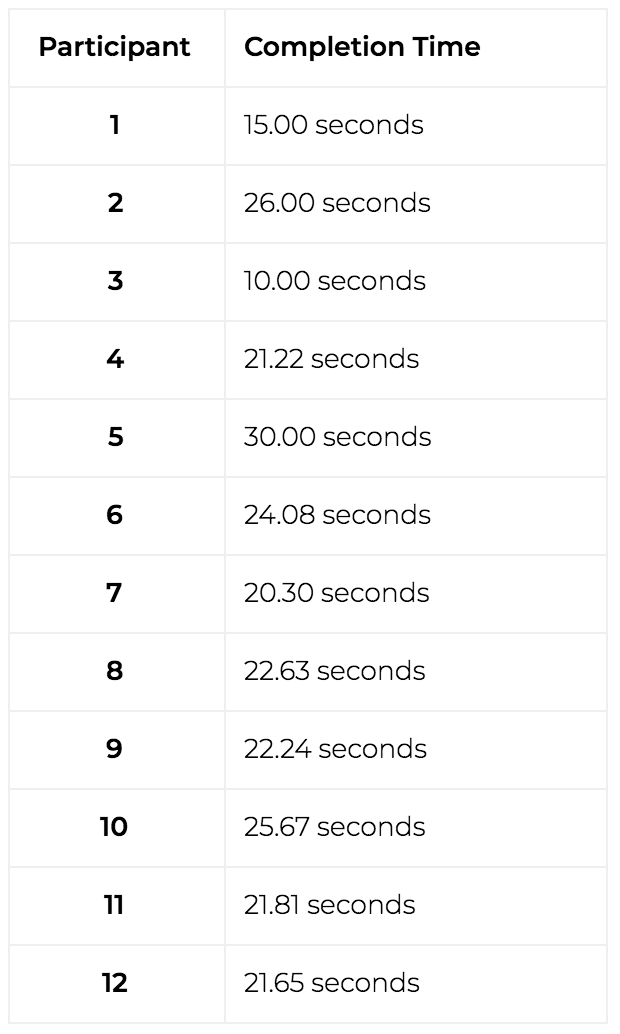 Participant Completion Time
1 15.00 seconds
2 26.00 seconds
3 10.00 seconds
4 21.22 seconds
5 30.00 seconds
6 24.08 seconds
7 20.30 seconds
8 22.63 seconds
9 22.24 seconds
10 25.67 seconds
11 21.81 seconds
12 21.65 seconds